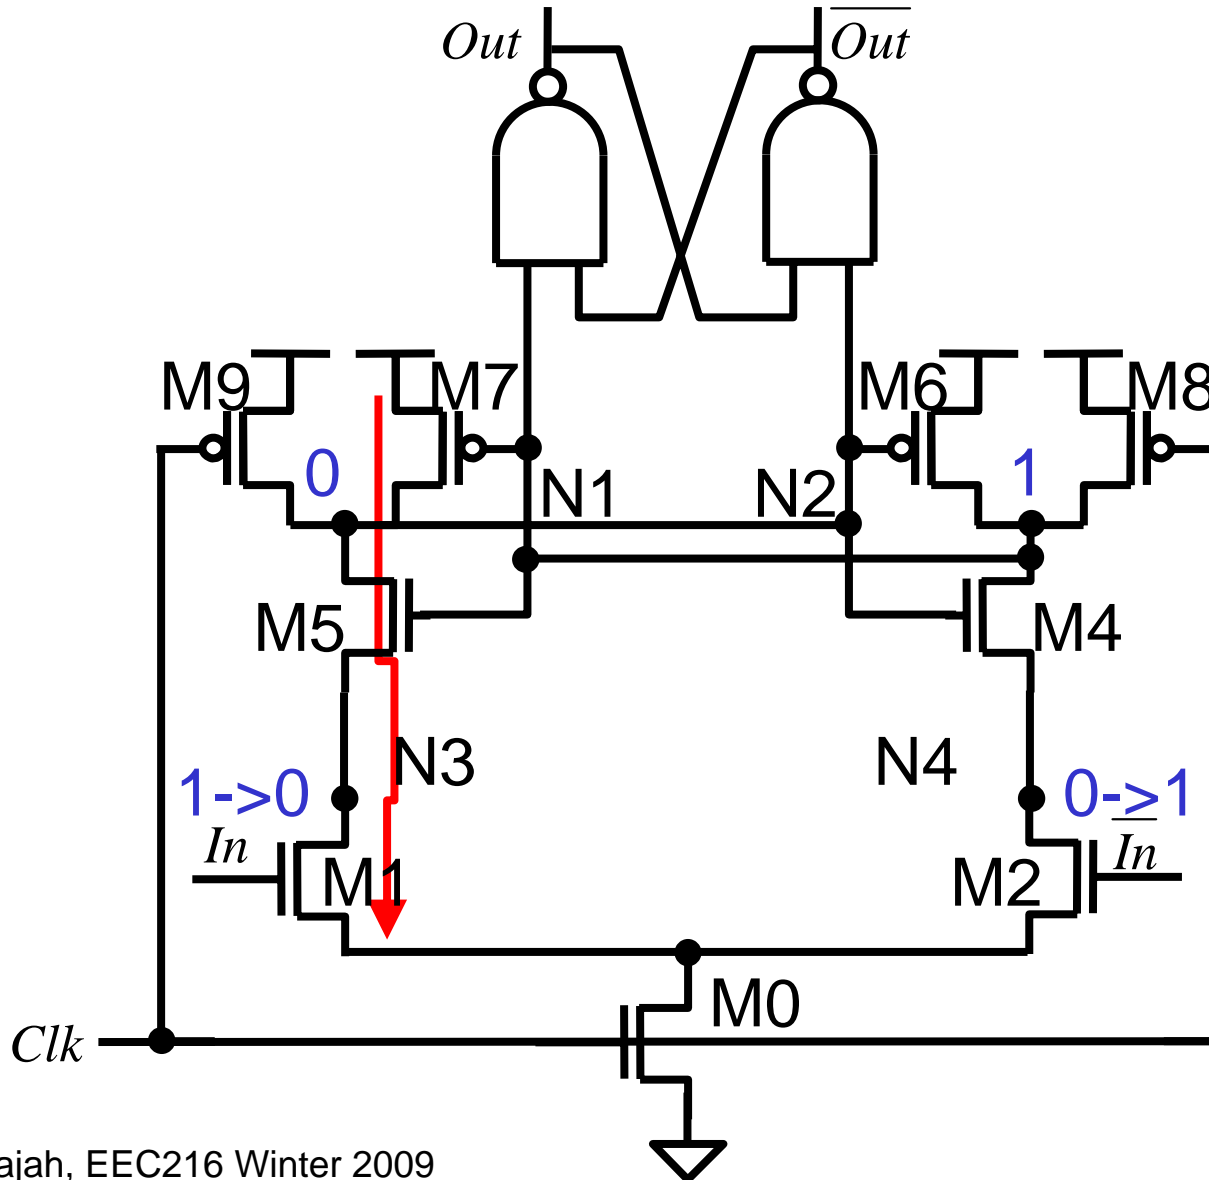 Out
Out
M9
M7
M6
M8
0
1
N1
N2
M5
M4
N3
N4
1->0
0->1
In
In
M1
M2
M0
Clk
ajah, EEC216 Winter 2009